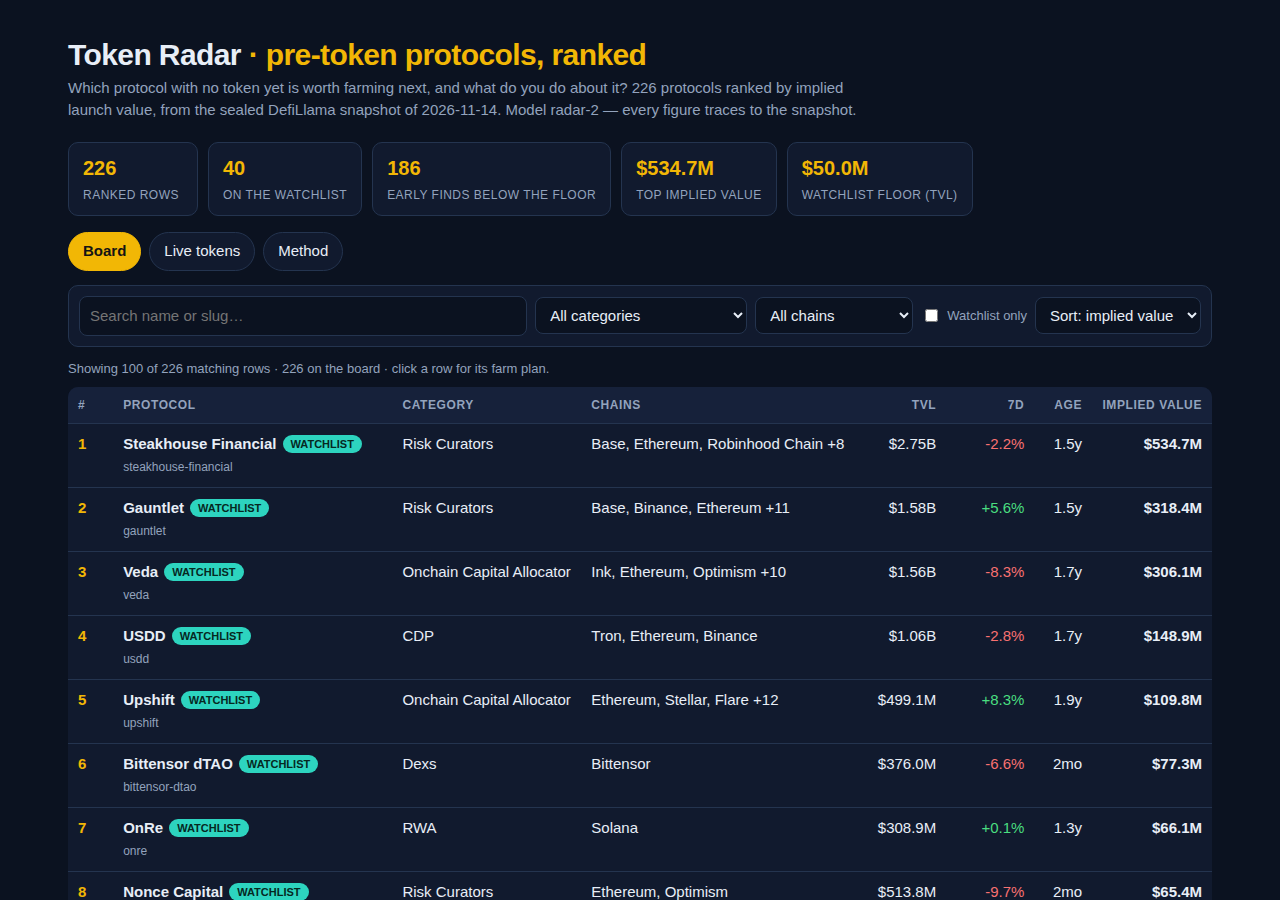 Token Radar · pre-token protocols, ranked
Which protocol with no token yet is worth farming next, and what do you do about it? 226 protocols ranked by implied
launch value, from the sealed DefiLlama snapshot of 2026-11-14. Model radar-2 — every figure traces to the snapshot.
226 40 186 $534.7M $50.0M
RANKED ROWS ON THE WATCHLIST EARLY FINDS BELOW THE FLOOR TOP IMPLIED VALUE WATCHLIST FLOOR (TVL)
Board Live tokens Method
Search name or slug… All categories All chains Watchlist only Sort: implied value
Showing 100 of 226 matching rows · 226 on the board · click a row for its farm plan.
# PROTOCOL CATEGORY CHAINS TVL 7D AGE IMPLIED VALUE
1 Steakhouse Financial WATCHLIST Risk Curators Base, Ethereum, Robinhood Chain +8 $2.75B -2.2% 1.5y $534.7M
steakhouse-financial
2 Gauntlet WATCHLIST Risk Curators Base, Binance, Ethereum +11 $1.58B +5.6% 1.5y $318.4M
gauntlet
3 Veda WATCHLIST Onchain Capital Allocator Ink, Ethereum, Optimism +10 $1.56B -8.3% 1.7y $306.1M
veda
4 USDD WATCHLIST CDP Tron, Ethereum, Binance $1.06B -2.8% 1.7y $148.9M
usdd
5 Upshift WATCHLIST Onchain Capital Allocator Ethereum, Stellar, Flare +12 $499.1M +8.3% 1.9y $109.8M
upshift
6 Bittensor dTAO WATCHLIST Dexs Bittensor $376.0M -6.6% 2mo $77.3M
bittensor-dtao
7 OnRe WATCHLIST RWA Solana $308.9M +0.1% 1.3y $66.1M
onre
8 Nonce Capital WATCHLIST Risk Curators Ethereum, Optimism $513.8M -9.7% 2mo $65.4M